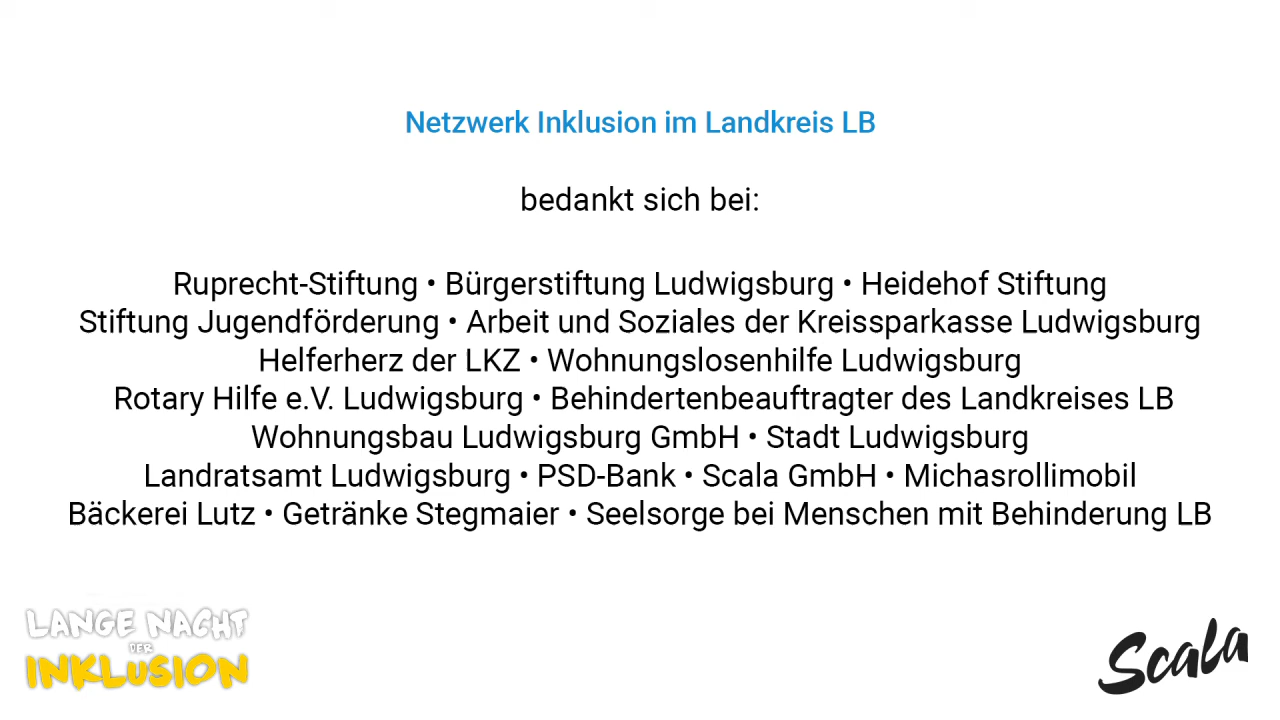 Netzwerk Inklusion im Landkreis LB
bedankt sich bei:
Ruprecht-Stiftung • Bürgerstiftung Ludwigsburg • Heidehof Stiftung
Stiftung Jugendförderung • Arbeit und Soziales der Kreissparkasse Ludwigsburg
Helferherz der LKZ • Wohnungslosenhilfe Ludwigsburg
Rotary Hilfe e.V. Ludwigsburg • Behindertenbeauftragter des Landkreises LB
Wohnungsbau Ludwigsburg GmbH • Stadt Ludwigsburg
Landratsamt Ludwigsburg • PSD-Bank • Scala GmbH • Michasrollimobil
Bäckerei Lutz • Getränke Stegmaier • Seelsorge bei Menschen mit Behinderung LB
LANGE NACHT
DER
INKLUSION
Scala